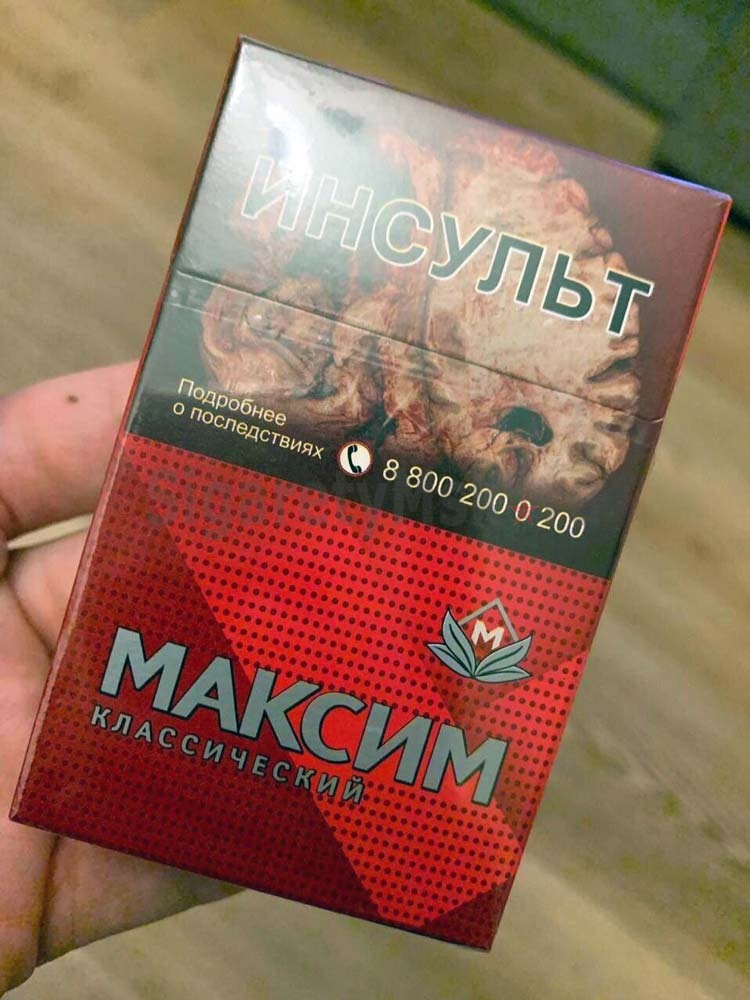 ИНСУЛЬТ
Подробнее
о последствиях
8 800 200 0 200
М
МАКСИМ
КЛАССИЧЕСКИЙ